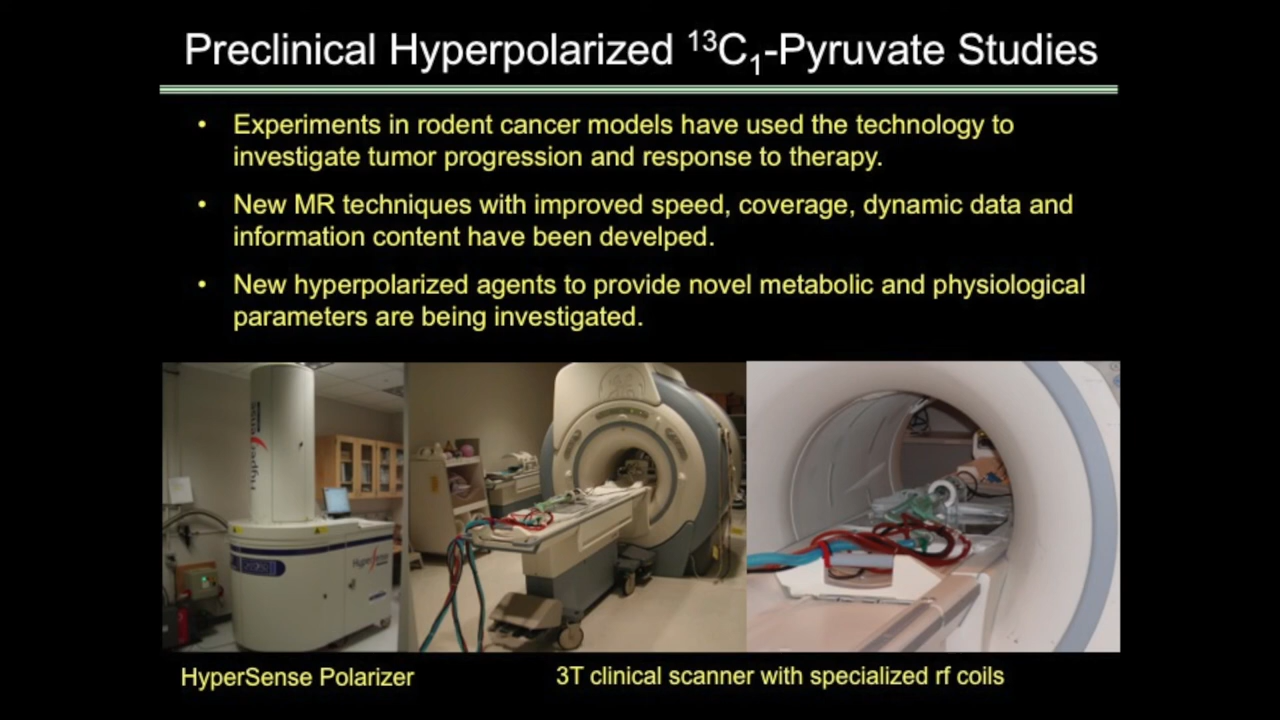 Preclinical Hyperpolarized ¹³C₁-Pyruvate Studies
• Experiments in rodent cancer models have used the technology to
investigate tumor progression and response to therapy.
• New MR techniques with improved speed, coverage, dynamic data and
information content have been develped.
• New hyperpolarized agents to provide novel metabolic and physiological
parameters are being investigated.
HyperSense
HyperSense
HyperSense Polarizer
3T clinical scanner with specialized rf coils